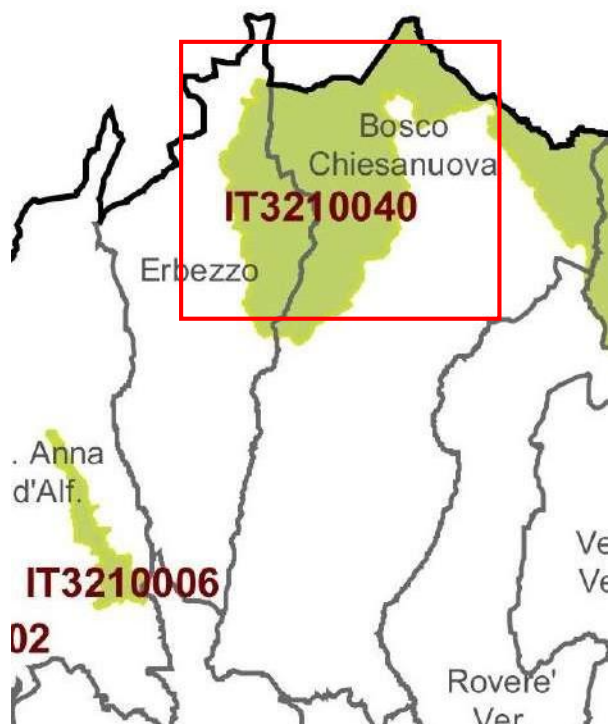 Bosco
Chiesanuova
IT3210040
Erbezzo
. Anna
d'Alf.
IT3210006
Ve
Ve
02
Rovere'
Ver